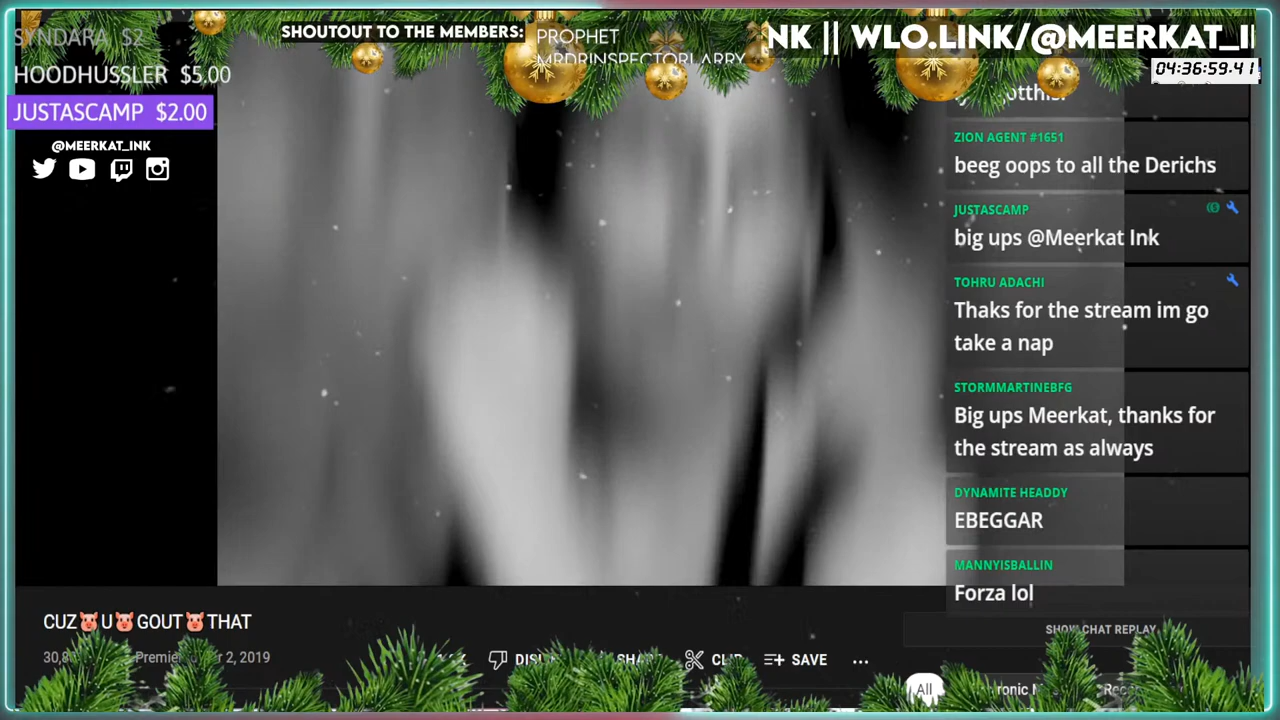 SYNDARA $2
HOODHUSSLER $5.00
JUSTASCAMP $2.00
@MEERKAT_INK
SHOUTOUT TO THE MEMBERS:
PROPHET
MRDRINSPECTORLARRY
NK || WLO.LINK/@MEERKAT_I
04:36:59.41
ZION AGENT #1651
beeg oops to all the Derichs
JUSTASCAMP
big ups @Meerkat Ink
TOHRU ADACHI
Thaks for the stream im go
take a nap
STORMMARTINEBFG
Big ups Meerkat, thanks for
the stream as always
DYNAMITE HEADDY
EBEGGAR
MANNYISBALLIN
Forza lol
SHOW CHAT REPLAY
CUZ🐷U🐷GOUT🐷THAT
2, 2019
SAVE
All